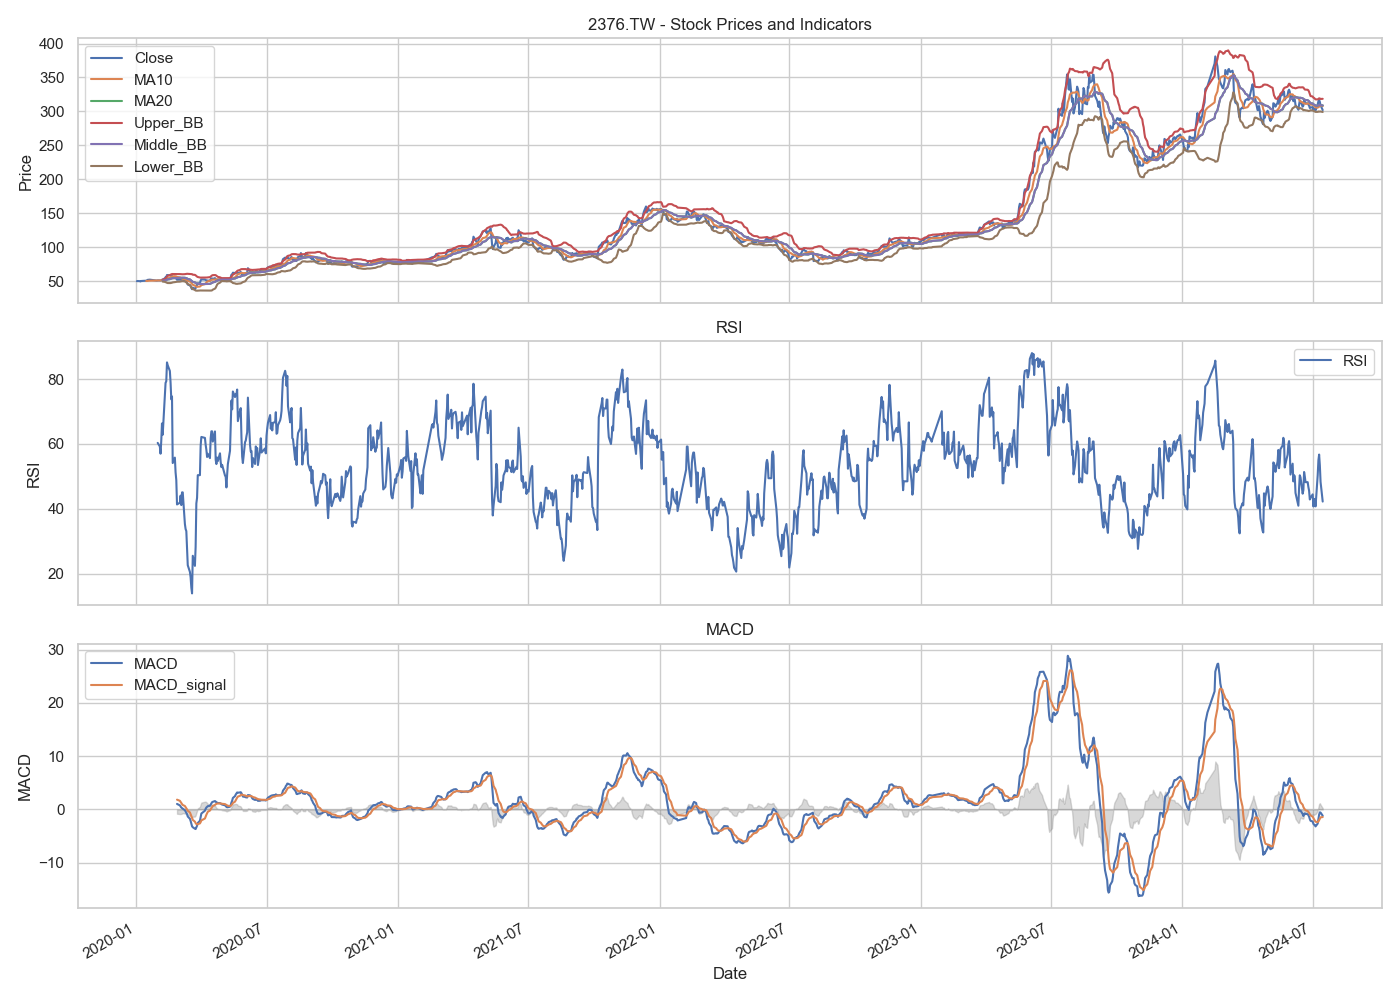 2376.TW - Stock Prices and Indicators
400
350
300
250
200
150
100
50
Price
Close
MA10
MA20
Upper_BB
Middle_BB
Lower_BB
RSI
80
60
40
20
RSI
RSI
MACD
30
20
10
0
−10
MACD
MACD
MACD_signal
2020-01
2020-07
2021-01
2021-07
2022-01
2022-07
2023-01
2023-07
2024-01
2024-07
Date